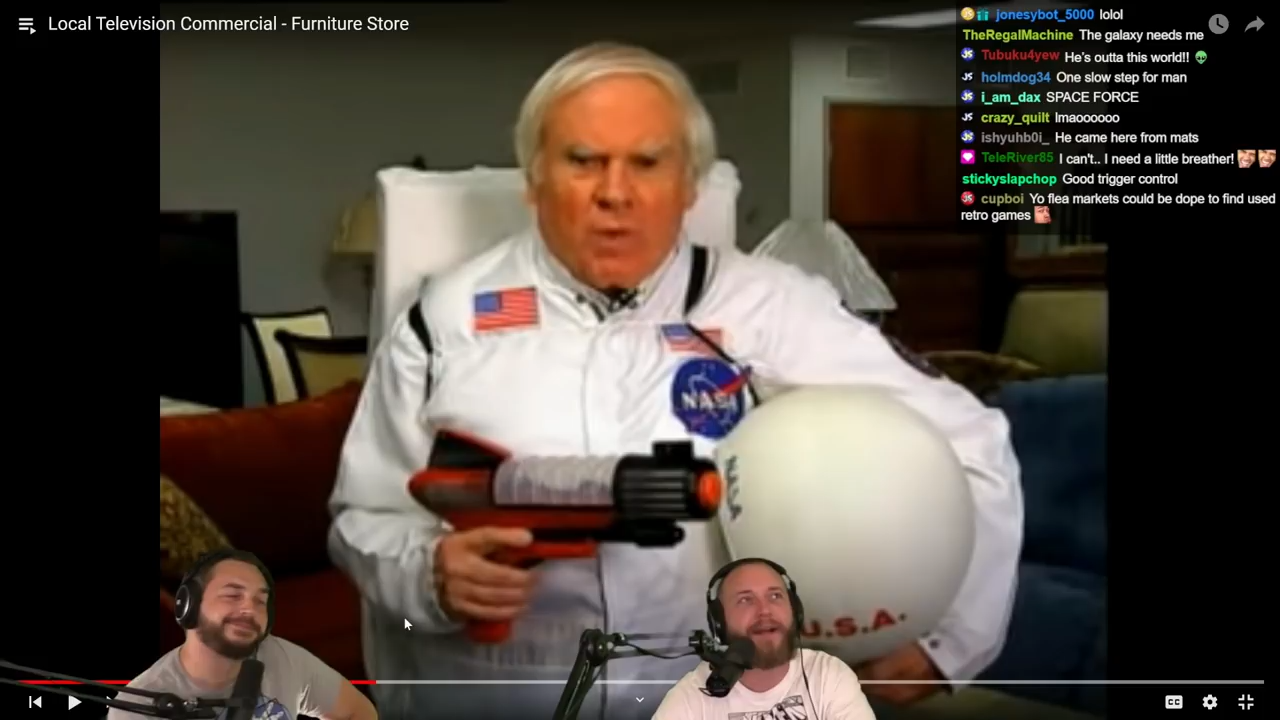 Local Television Commercial - Furniture Store
jonesybot_5000 lolol
TheRegalMachine The galaxy needs me
Tubuku4yew He's outta this world!!
holmdog34 One slow step for man
i_am_dax SPACE FORCE
crazy_quilt lmaoooooo
ishyuhb0i_ He came here from mats
TeleRiver85 I can't.. I need a little breather!
stickyslapchop Good trigger control
cupboi Yo flea markets could be dope to find used
retro games
NASA
NASA
U.S.A.
CC